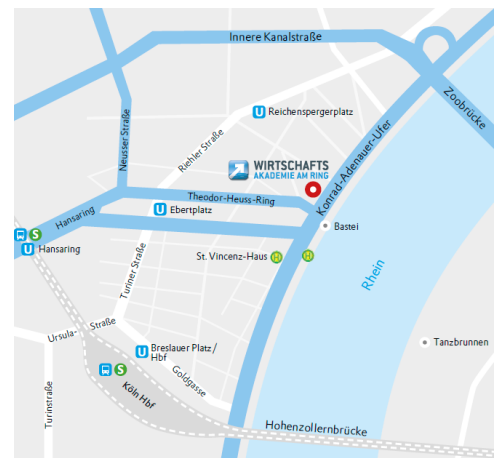 Innere Kanalstraße
Zoobrücke
Neusser Straße
U Reichenspergerplatz
Riehler Straße
Konrad-Adenauer-Ufer
WIRTSCHAFTS
AKADEMIE AM RING
Theodor-Heuss-Ring
Hansaring
U Ebertplatz
Bastei
S
U Hansaring
St. Vincenz-Haus H
H
Rhein
Turiner Straße
Ursula-
Straße
Tanzbrunnen
U Breslauer Platz/
Hbf
S
Goldgasse
Köln Hbf
Turinstraße
Hohenzollernbrücke